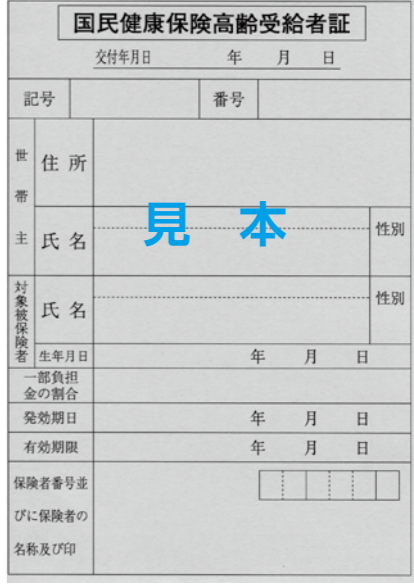 国民健康保険高齢受給者証
交付年月日 年 月 日
記号 番号
世帯主
住所
見本
氏名 性別
対象被保険者
氏名 性別
生年月日 年 月 日
一部負担
金の割合
発効期日 年 月 日
有効期限 年 月 日
保険者番号並
びに保険者の
名称及び印